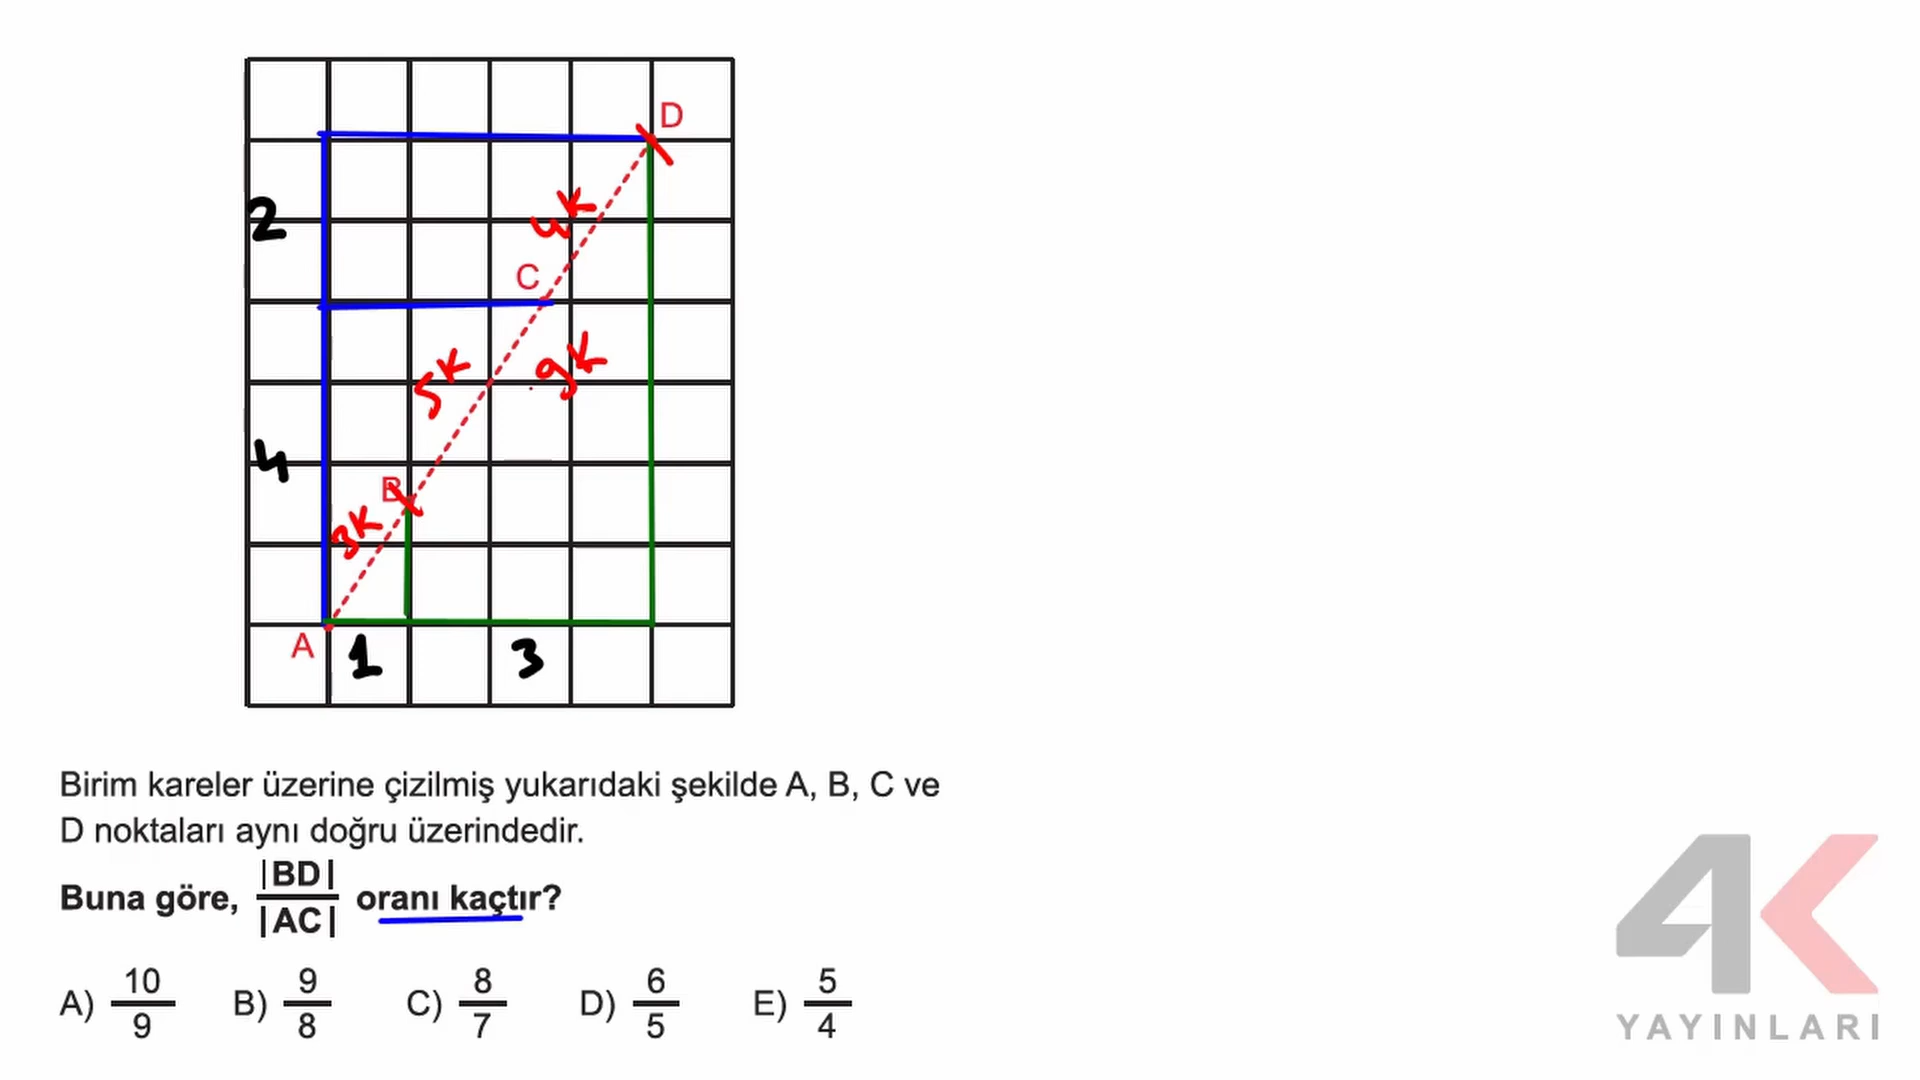 D
2
4K
C
5K
9K
4
B
3K
A
1
3
Birim kareler üzerine çizilmiş yukarıdaki şekilde A, B, C ve
D noktaları aynı doğru üzerindedir.
Buna göre, |BD| / |AC| oranı kaçtır?
A) 10/9 B) 9/8 C) 8/7 D) 6/5 E) 5/4
4K
YAYINLARI